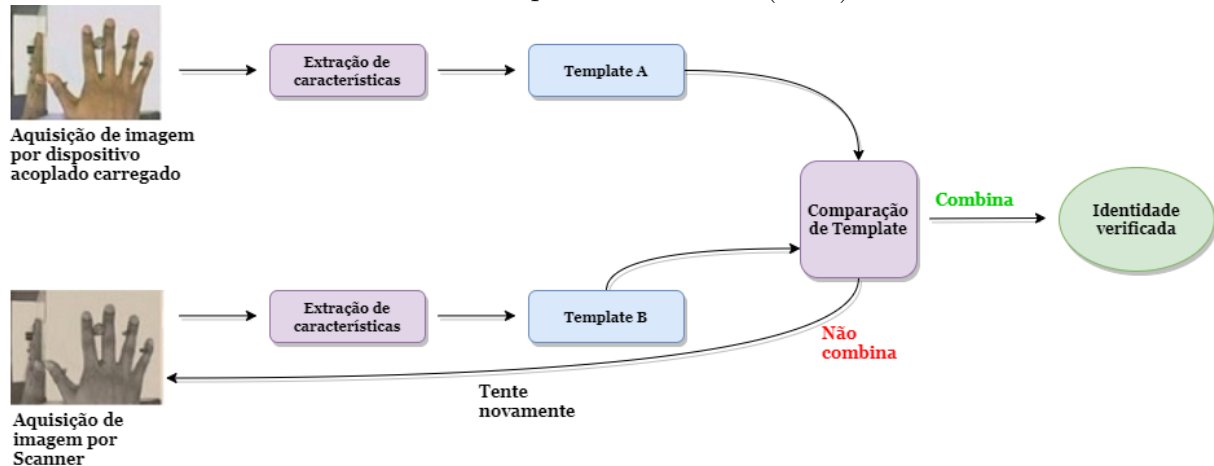 Extração de
características
Template A
Aquisição de imagem
por dispositivo
acoplado carregado
Comparação
de Template
Combina
Identidade
verificada
Extração de
características
Template B
Não
combina
Tente
novamente
Aquisição de
imagem por
Scanner